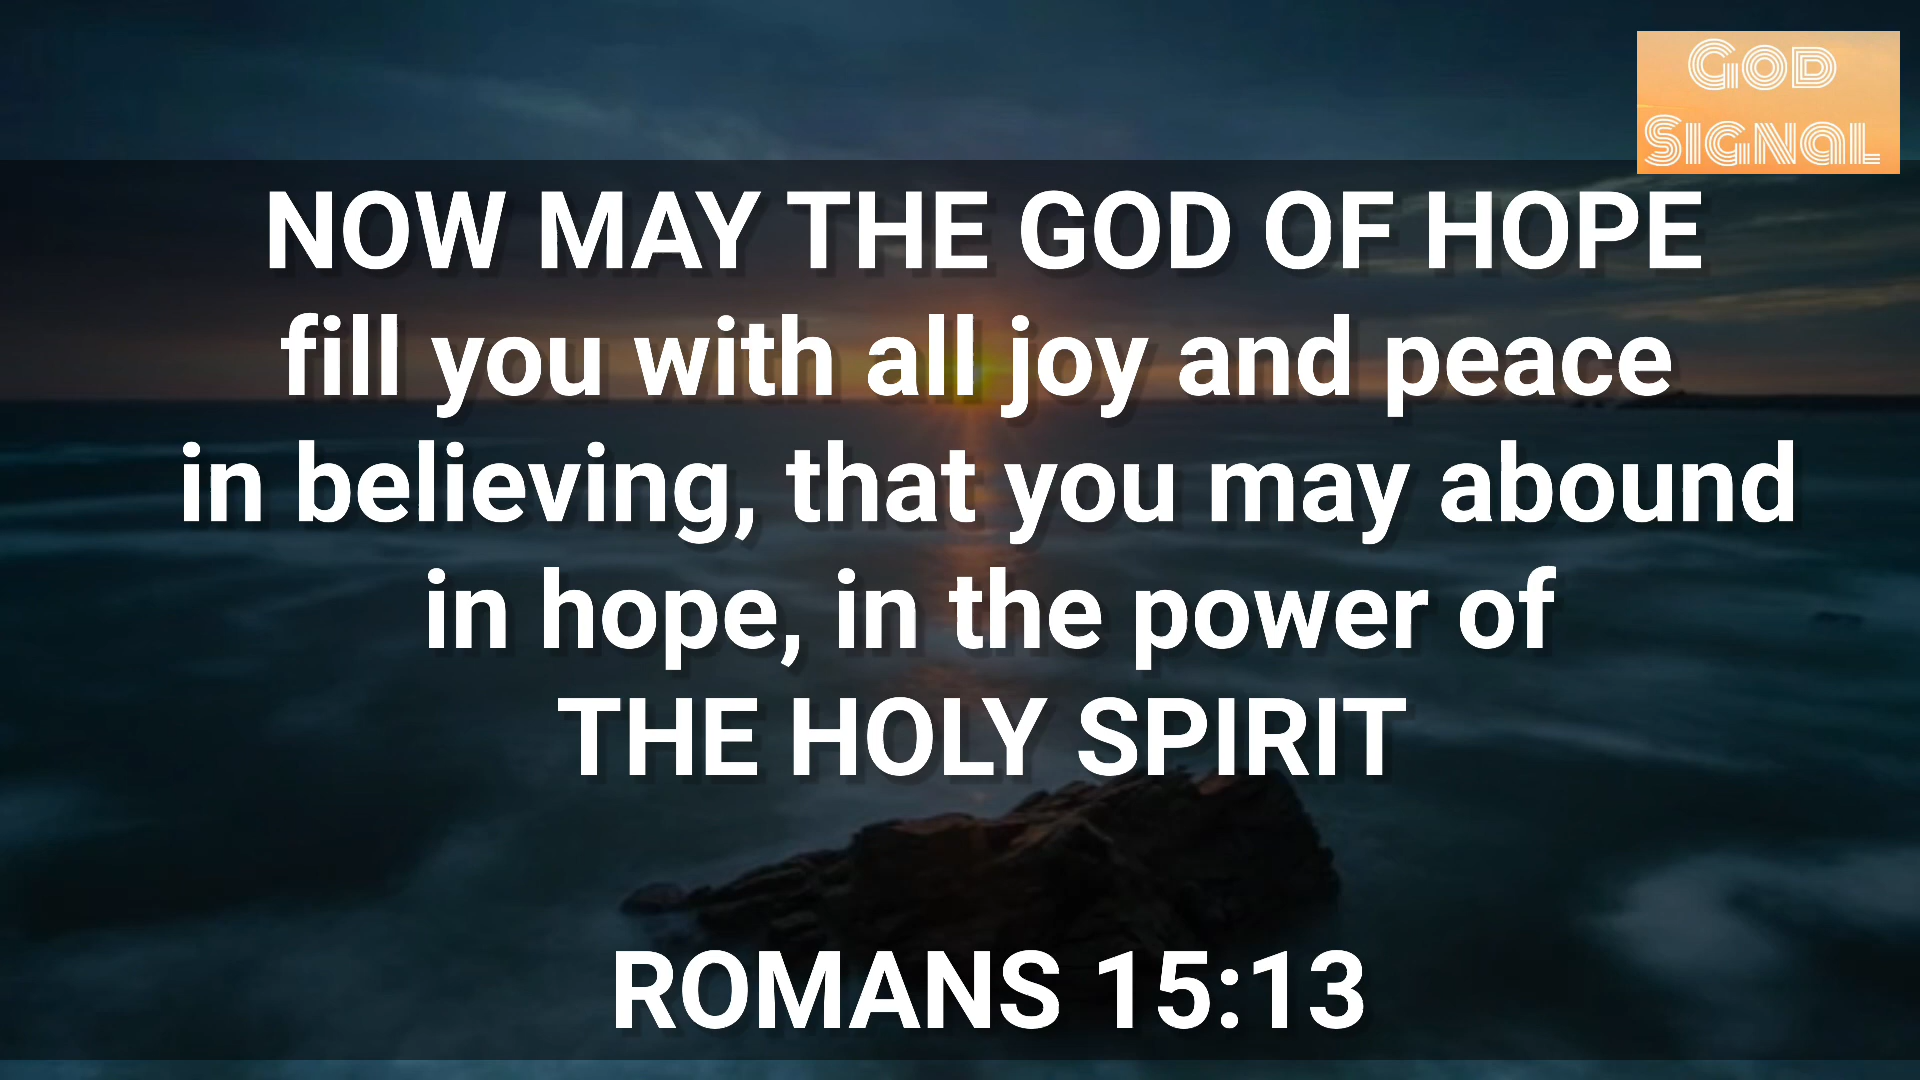 God
Signal
NOW MAY THE GOD OF HOPE
fill you with all joy and peace
in believing, that you may abound
in hope, in the power of
THE HOLY SPIRIT
ROMANS 15:13